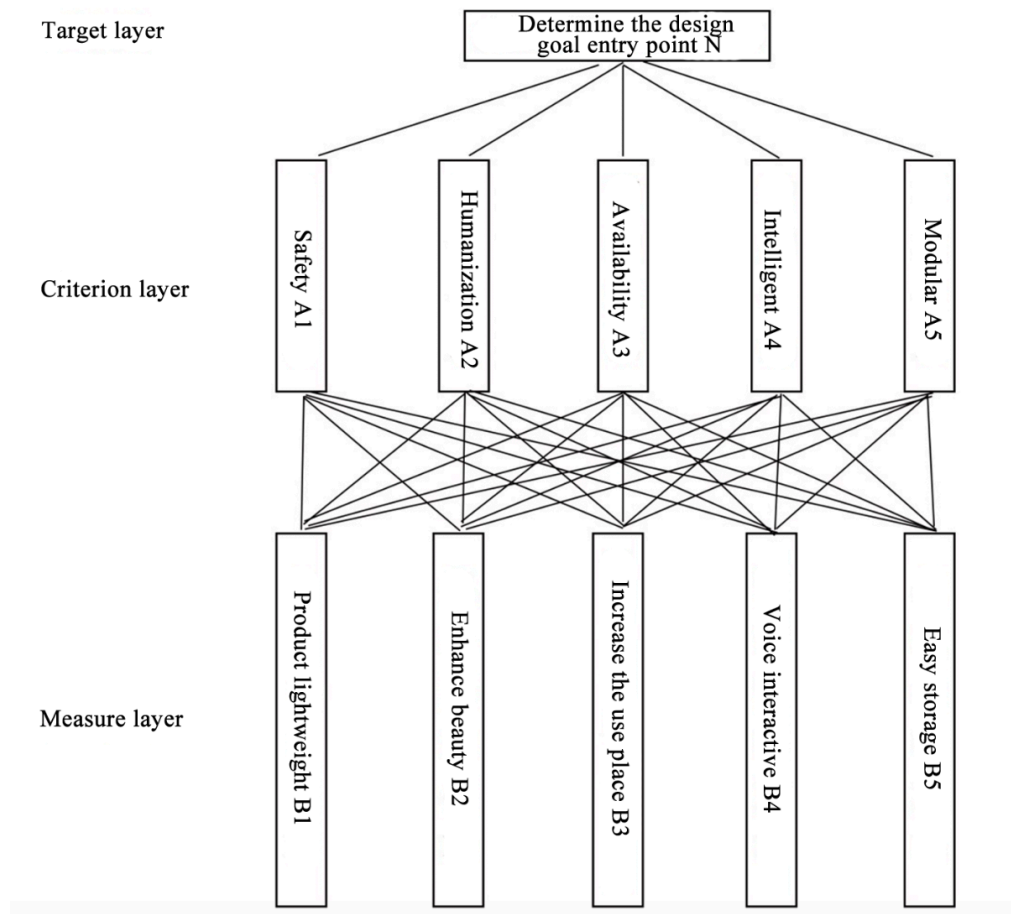 Target layer
Determine the design
goal entry point N
Criterion layer
Safety A1
Humanization A2
Availability A3
Intelligent A4
Modular A5
Measure layer
Product lightweight B1
Enhance beauty B2
Increase the use place B3
Voice interactive B4
Easy storage B5